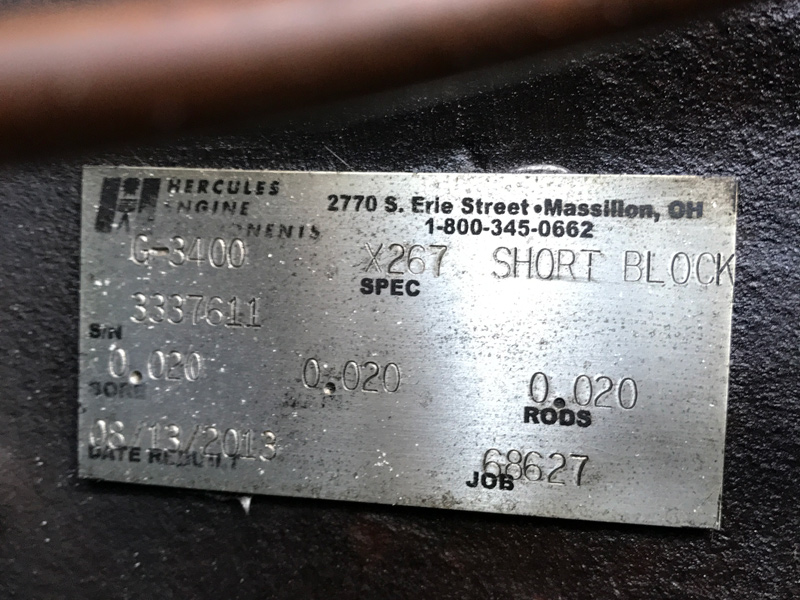 HERCULES
ENGINE
2770 S. Erie Street • Massillon, OH
1-800-345-0662
G-3400 X267 SHORT BLOCK
SPEC
3337611
S/N
0.020 0.020 0.020
BORE RODS
08/13/2013 68627
DATE REBUILT JOB